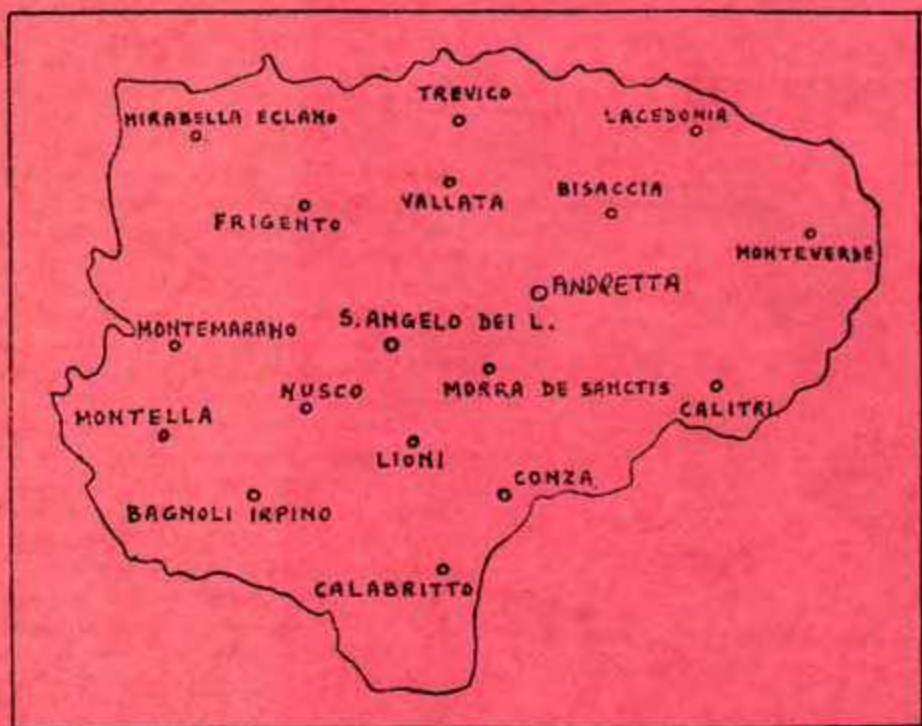 TREVICO
MIRABELLA ECLANO
LACEDONIA
BISACCIA
VALLATA
FRIGENTO
MONTEVERDE
ANDRETTA
S. ANGELO DEI L.
MONTEMARANO
MORRA DE SANCTIS
NUSCO
CALITRI
MONTELLA
LIONI
CONZA
BAGNOLI IRPINO
CALABRITTO